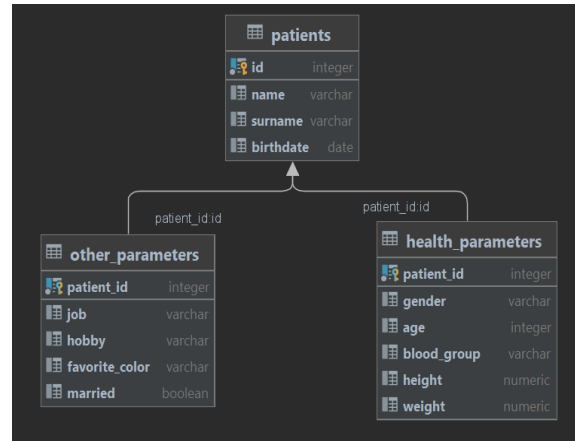 patients
id integer
name varchar
surname varchar
birthdate date
patient_id:id
patient_id:id
other_parameters
patient_id integer
job varchar
hobby varchar
favorite_color varchar
married boolean
health_parameters
patient_id integer
gender varchar
age integer
blood_group varchar
height numeric
weight numeric